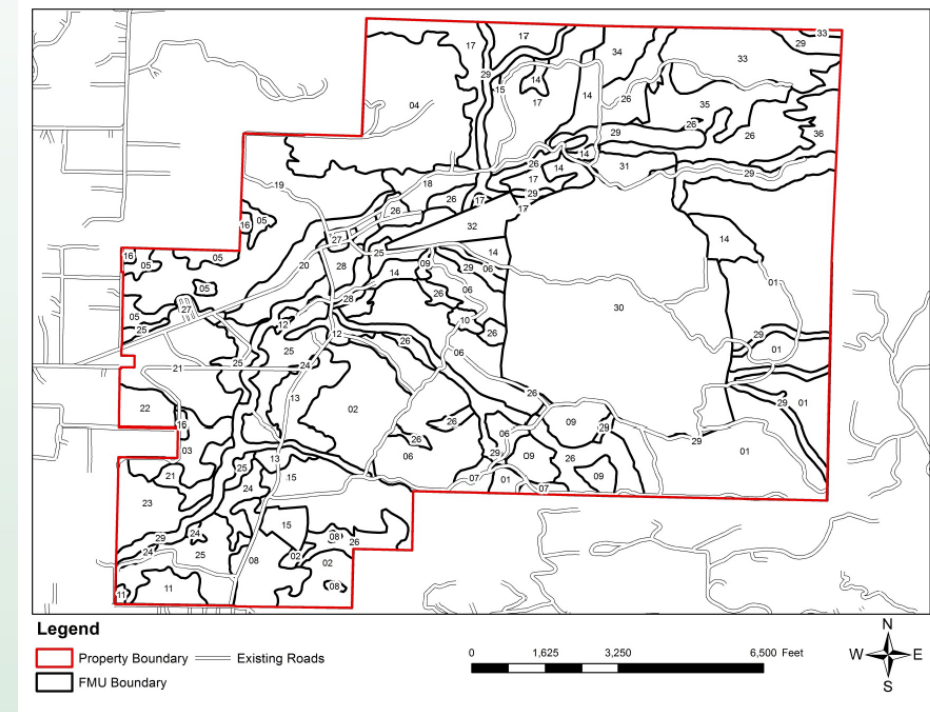 33
17 17 29
34
29 33
14
15 17 14 26
04 35
26 26 36
29
26 14 31
14
17 29
19 18
29
26 17 17
16 05 26
32
27
16 05 05 20 28 25 14 14
09 29 06
05 28 14 01
05 27 26 06
25 12 10 30
12 26 26 29
25 25 06 01
21 24
26
22 13 02 29 01
16 26 09
03 26 06 29 29
13 06 09 26 01
21 25 15 07 01 07 09
23 24
15
29 24 08 26
24 25 08 02 02
11 11 08
Legend
Property Boundary Existing Roads
FMU Boundary
0 1,625 3,250 6,500 Feet
N
W E
S